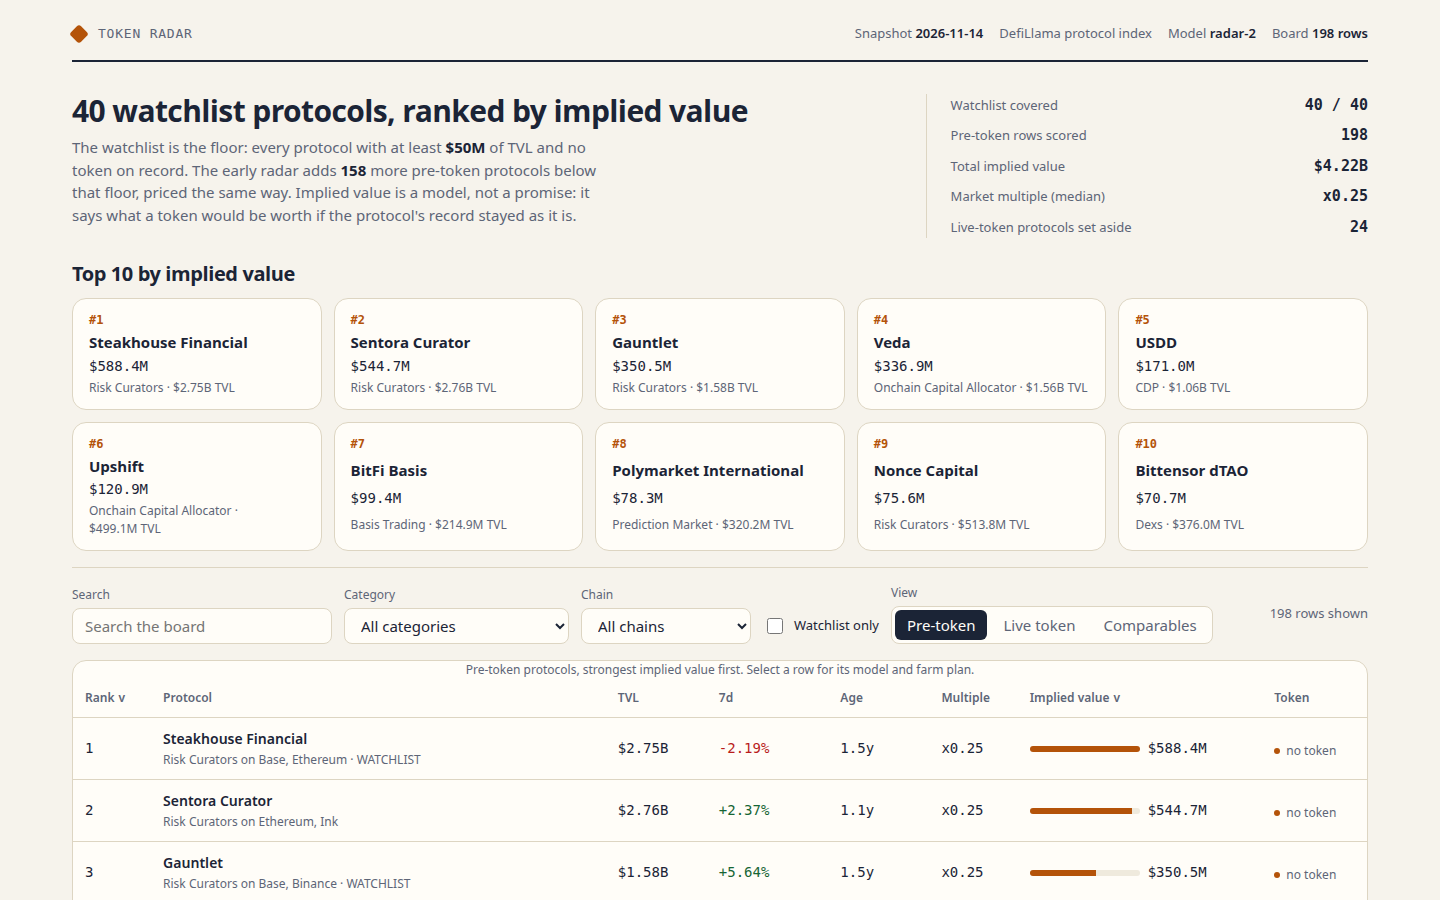 TOKEN RADAR
Snapshot 2026-11-14 DefiLlama protocol index Model radar-2 Board 198 rows
40 watchlist protocols, ranked by implied value
The watchlist is the floor: every protocol with at least $50M of TVL and no
token on record. The early radar adds 158 more pre-token protocols below
that floor, priced the same way. Implied value is a model, not a promise: it
says what a token would be worth if the protocol's record stayed as it is.
Watchlist covered 40 / 40
Pre-token rows scored 198
Total implied value $4.22B
Market multiple (median) x0.25
Live-token protocols set aside 24
Top 10 by implied value
#1
Steakhouse Financial
$588.4M
Risk Curators · $2.75B TVL
#2
Sentora Curator
$544.7M
Risk Curators · $2.76B TVL
#3
Gauntlet
$350.5M
Risk Curators · $1.58B TVL
#4
Veda
$336.9M
Onchain Capital Allocator · $1.56B TVL
#5
USDD
$171.0M
CDP · $1.06B TVL
#6
Upshift
$120.9M
Onchain Capital Allocator ·
$499.1M TVL
#7
BitFi Basis
$99.4M
Basis Trading · $214.9M TVL
#8
Polymarket International
$78.3M
Prediction Market · $320.2M TVL
#9
Nonce Capital
$75.6M
Risk Curators · $513.8M TVL
#10
Bittensor dTAO
$70.7M
Dexs · $376.0M TVL
Search Category Chain View
Search the board All categories All chains Watchlist only Pre-token Live token Comparables 198 rows shown
Pre-token protocols, strongest implied value first. Select a row for its model and farm plan.
Rank v Protocol TVL 7d Age Multiple Implied value v Token
1 Steakhouse Financial $2.75B -2.19% 1.5y x0.25 $588.4M no token
Risk Curators on Base, Ethereum · WATCHLIST
2 Sentora Curator $2.76B +2.37% 1.1y x0.25 $544.7M no token
Risk Curators on Ethereum, Ink
3 Gauntlet $1.58B +5.64% 1.5y x0.25 $350.5M no token
Risk Curators on Base, Binance · WATCHLIST